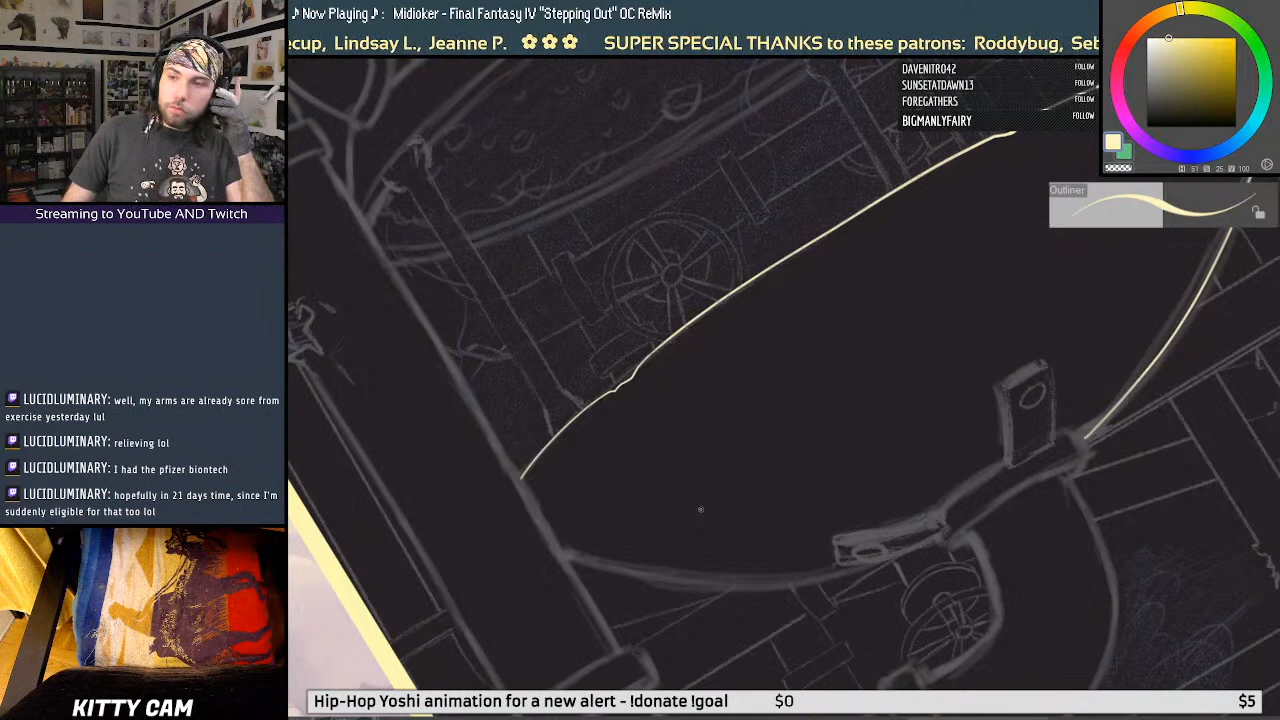 ♪ Now Playing ♪ : Midioker - Final Fantasy IV "Stepping Out" OC ReMix
ecup, Lindsay L., Jeanne P. ✿ ✿ ✿ SUPER SPECIAL THANKS to these patrons: Roddybug, Seb
DAVENITRO42 FOLLOW
SUNSETATDAWN13 FOLLOW
FOREGATHERS FOLLOW
BIGMANLYFAIRY FOLLOW
H 51 S 25 V 100
Outliner
Streaming to YouTube AND Twitch
LUCIDLUMINARY: well, my arms are already sore from
exercise yesterday lul
LUCIDLUMINARY: relieving lol
LUCIDLUMINARY: I had the pfizer biontech
LUCIDLUMINARY: hopefully in 21 days time, since I'm
suddenly eligible for that too lol
KITTY CAM
Hip-Hop Yoshi animation for a new alert - !donate !goal $0 $5